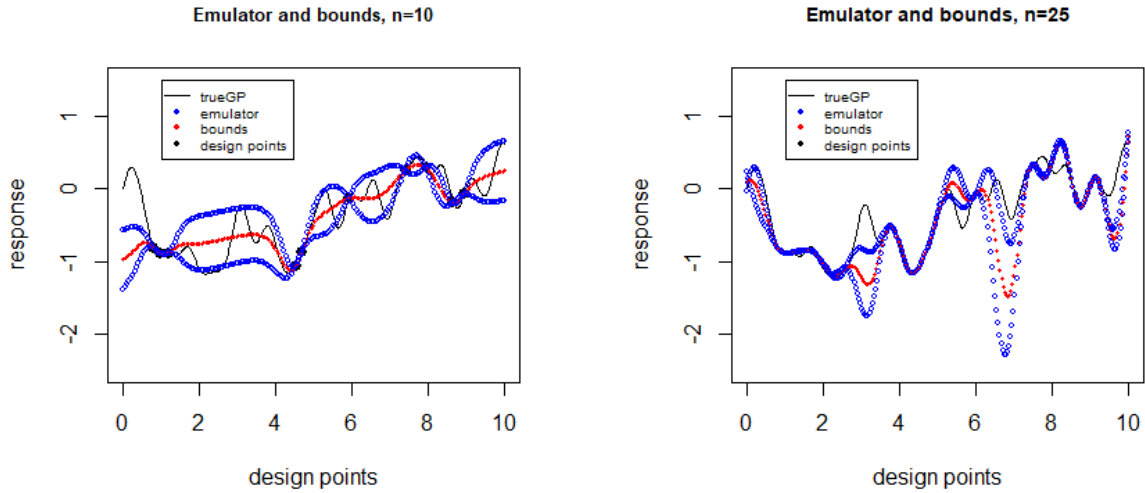 Emulator and bounds, n=10
trueGP
emulator
bounds
design points
1
0
-1
-2
response
0 2 4 6 8 10
design points
Emulator and bounds, n=25
trueGP
emulator
bounds
design points
1
0
-1
-2
response
0 2 4 6 8 10
design points